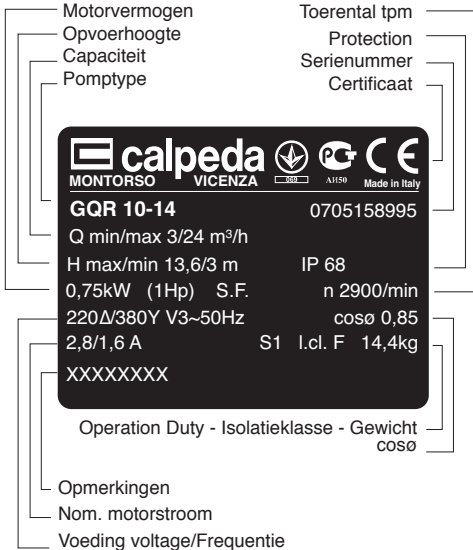 Motorvermogen Toerental tpm
Opvoerhoogte Protection
Capaciteit Serienummer
Pomptype Certificaat
calpeda
MONTORSO VICENZA 069 АИ50 Made in Italy
GQR 10-14 0705158995
Q min/max 3/24 m³/h
H max/min 13,6/3 m IP 68
0,75kW (1Hp) S.F. n 2900/min
220Δ/380Y V3~50Hz cosø 0,85
2,8/1,6 A S1 I.cl. F 14,4kg
XXXXXXXX
Operation Duty - Isolatieklasse - Gewicht
cosø
Opmerkingen
Nom. motorstroom
Voeding voltage/Frequentie